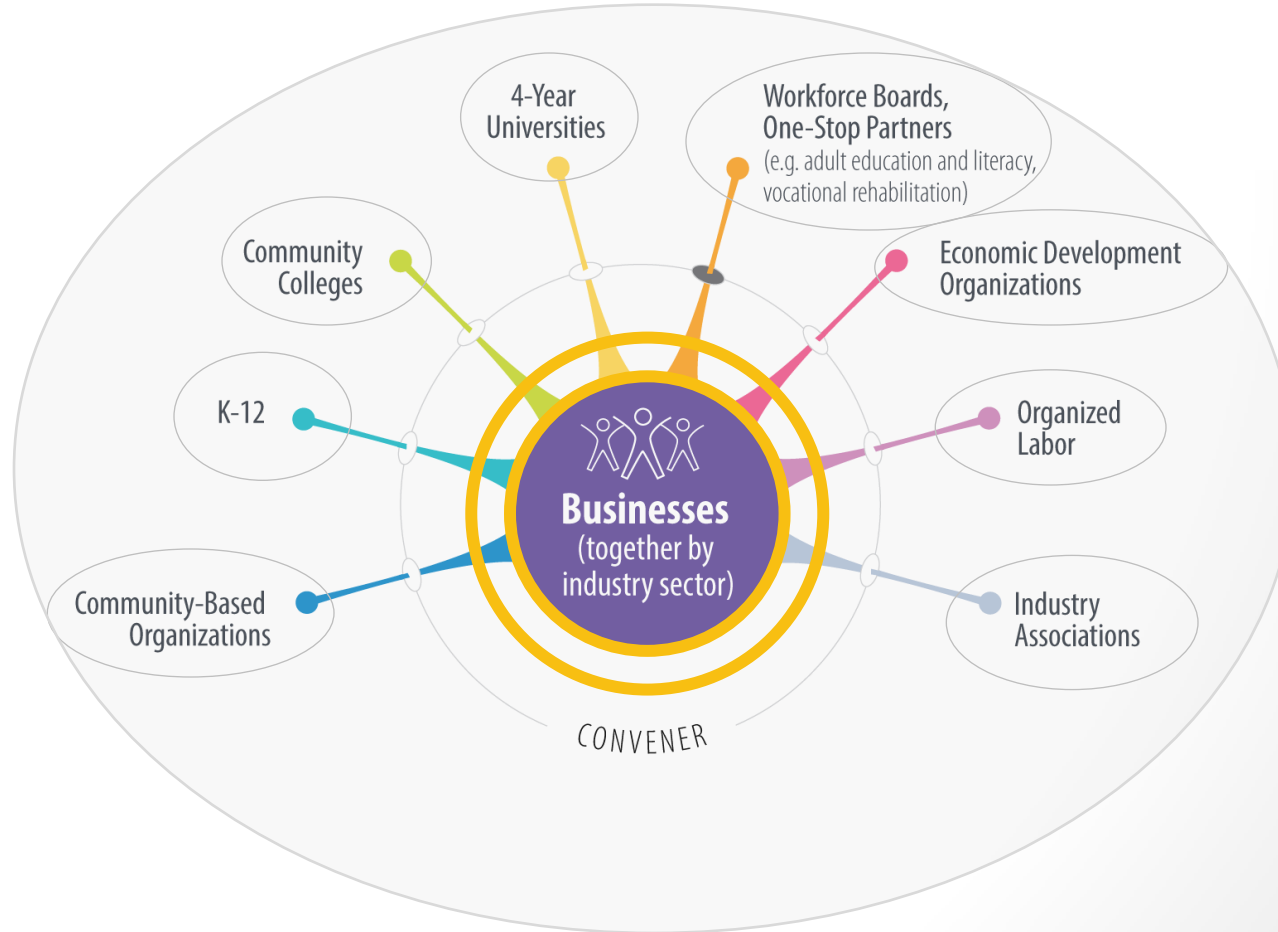 4-Year
Universities
Workforce Boards,
One-Stop Partners
(e.g. adult education and literacy,
vocational rehabilitation)
Community
Colleges
Economic Development
Organizations
K-12
Organized
Labor
Businesses
(together by
industry sector)
Community-Based
Organizations
Industry
Associations
CONVENER